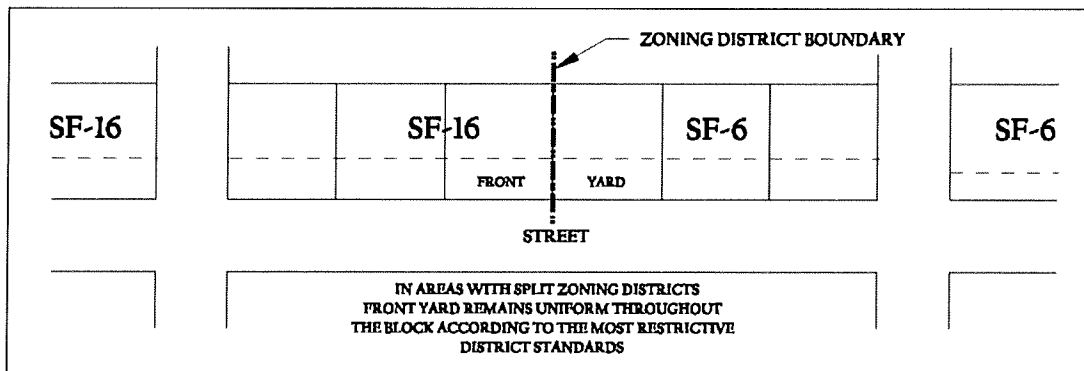 ZONING DISTRICT BOUNDARY
SF-16
SF-16
SF-6
SF-6
FRONT
YARD
STREET
IN AREAS WITH SPLIT ZONING DISTRICTS
FRONT YARD REMAINS UNIFORM THROUGHOUT
THE BLOCK ACCORDING TO THE MOST RESTRICTIVE
DISTRICT STANDARDS